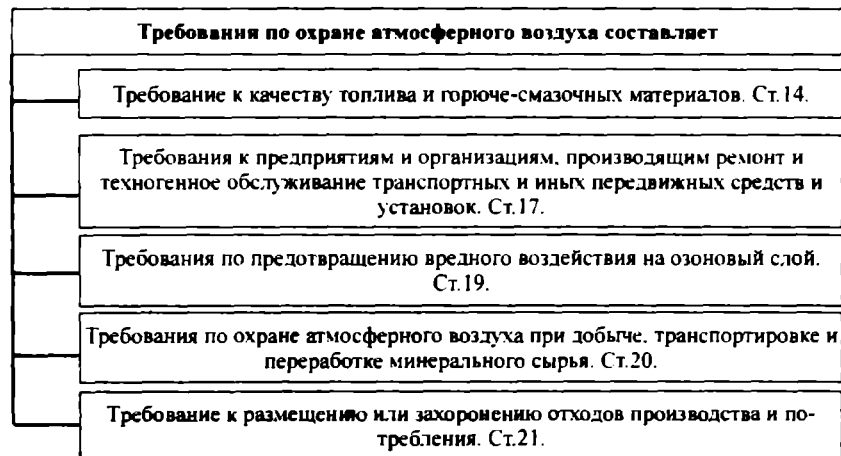 Требования по охране атмосферного воздуха составляет
Требование к качеству топлива и горюче-смазочных материалов. Ст.14.
Требования к предприятиям и организациям, производящим ремонт и
техногенное обслуживание транспортных и иных передвижных средств и
установок. Ст.17.
Требования по предотвращению вредного воздействия на озоновый слой.
Ст.19.
Требования по охране атмосферного воздуха при добыче, транспортировке и
переработке минерального сырья. Ст.20.
Требование к размещению или захоронению отходов производства и по-
требления. Ст.21.